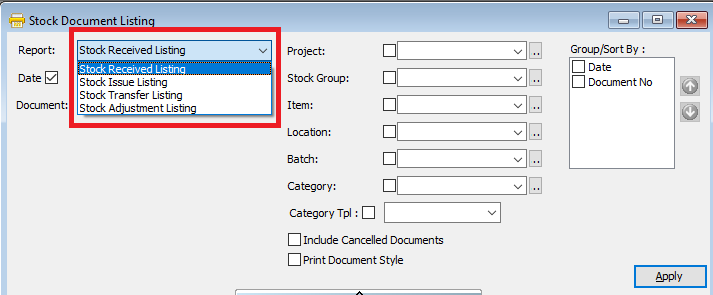 Stock Document Listing
Report: Stock Received Listing
Stock Received Listing
Stock Issue Listing
Stock Transfer Listing
Stock Adjustment Listing
Date
Document:
Project: ..
Stock Group: ..
Item: ..
Location: ..
Batch: ..
Category: ..
Category Tpl :
Include Cancelled Documents
Print Document Style
Group/Sort By :
Date
Document No
Apply